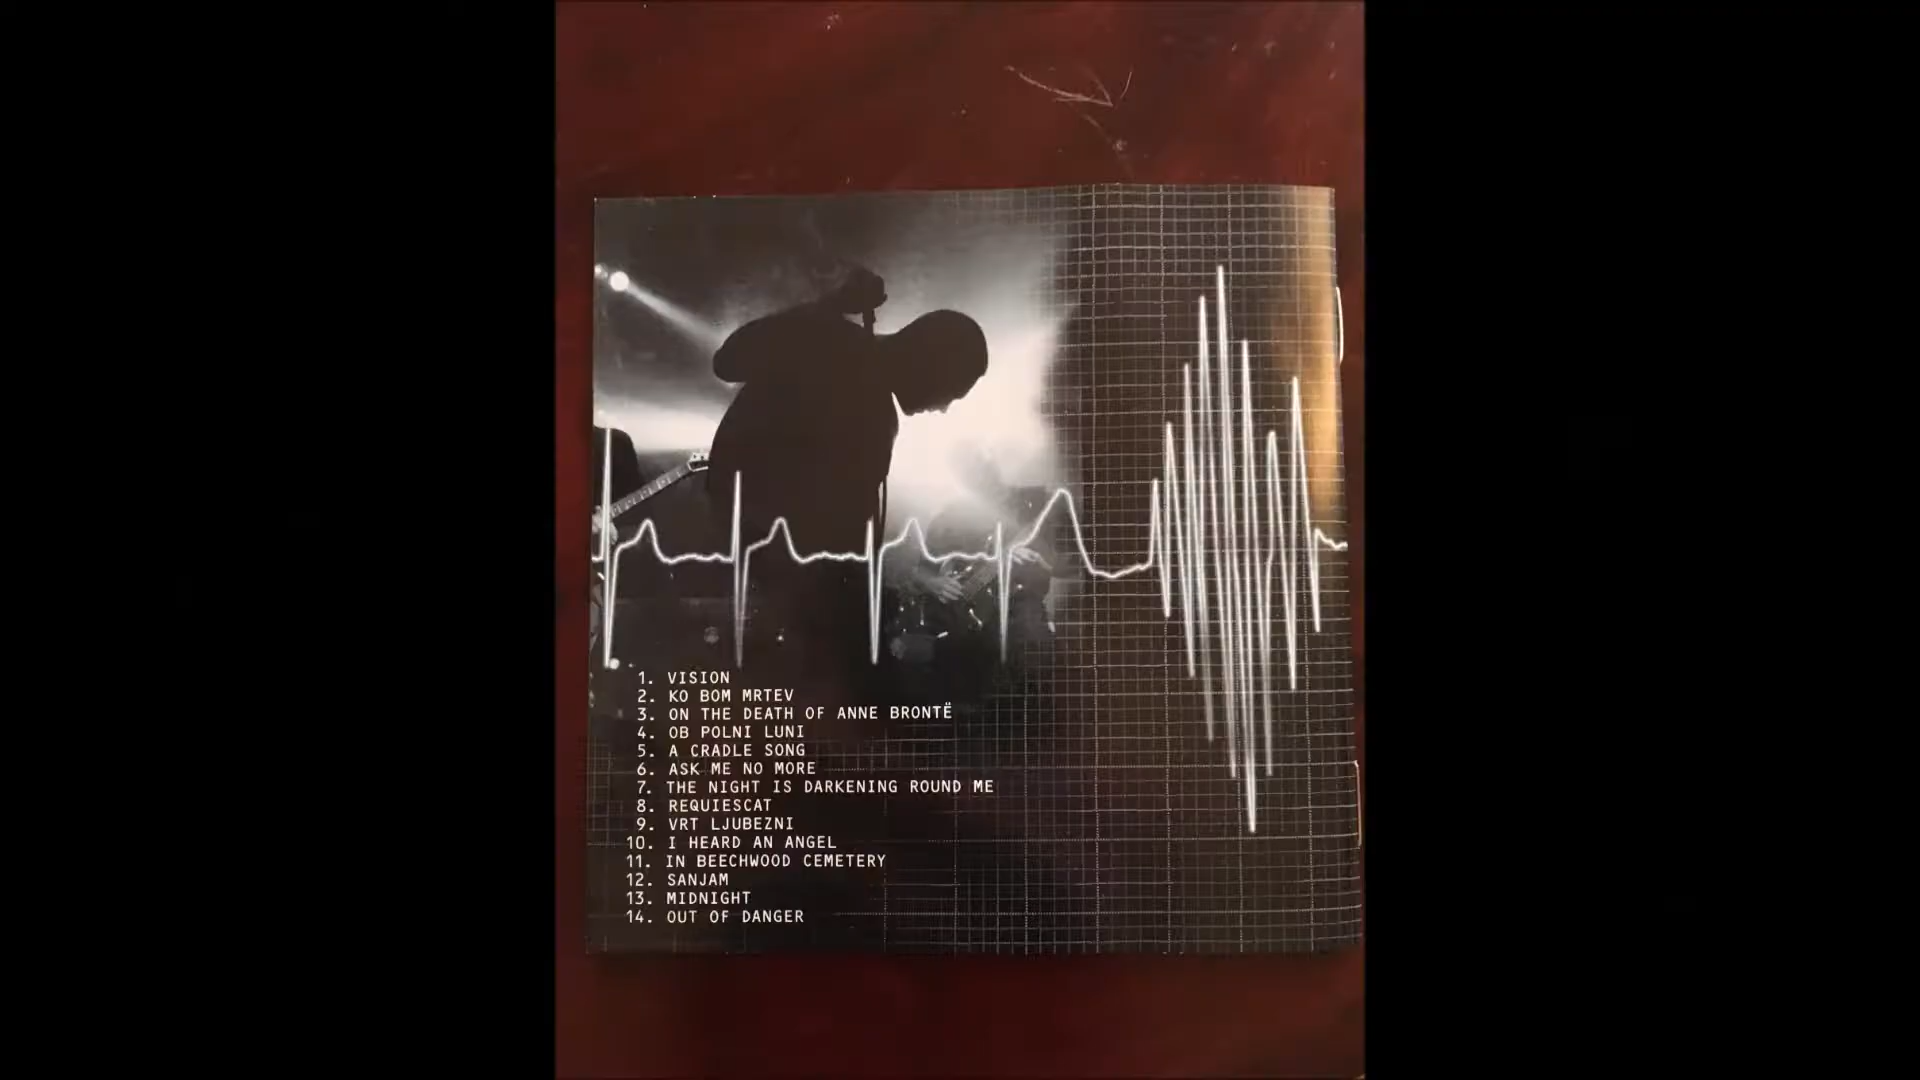 1. VISION
2. KO BOM MRTEV
3. ON THE DEATH OF ANNE BRONTË
4. OB POLNI LUNI
5. A CRADLE SONG
6. ASK ME NO MORE
7. THE NIGHT IS DARKENING ROUND ME
8. REQUIESCAT
9. VRT LJUBEZNI
10. I HEARD AN ANGEL
11. IN BEECHWOOD CEMETERY
12. SANJAM
13. MIDNIGHT
14. OUT OF DANGER